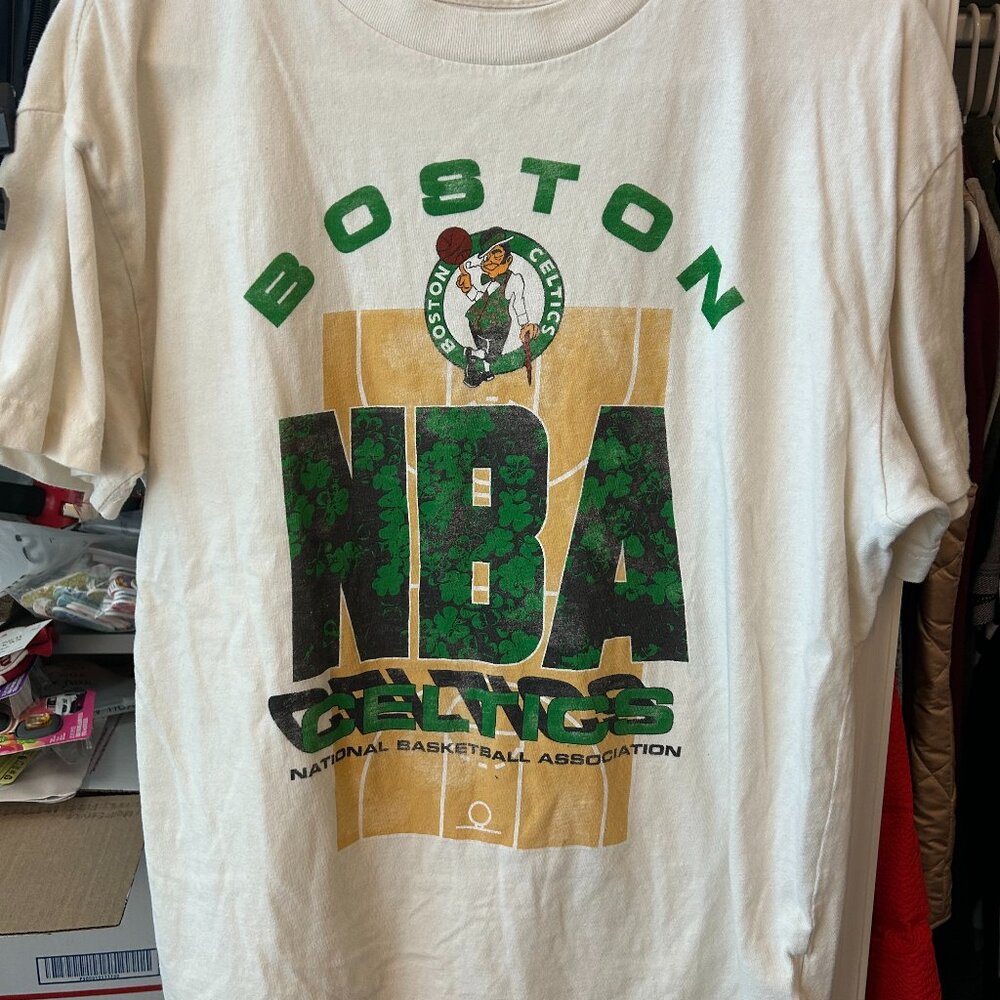 BOSTON
BOSTON CELTICS
NBA
CELTICS
NATIONAL BASKETBALL ASSOCIATION